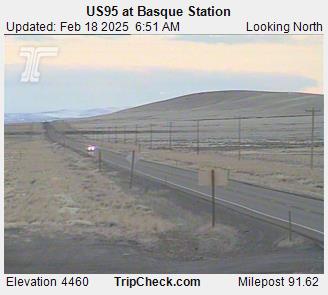 US95 at Basque Station
Updated: Feb 18 2025 6:51 AM Looking North
Elevation 4460 TripCheck.com Milepost 91.62